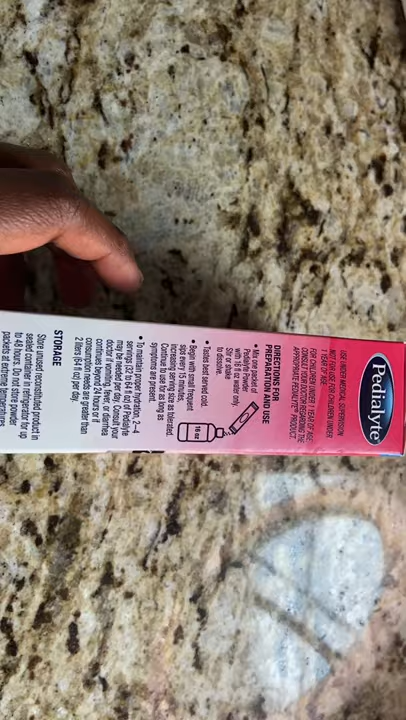 Pedialyte®
USE UNDER MEDICAL SUPERVISION
NOT FOR USE FOR CHILDREN UNDER
1 YEAR OF AGE.
FOR CHILDREN UNDER 1 YEAR OF AGE,
CONSULT YOUR DOCTOR REGARDING THE
APPROPRIATE PEDIALYTE® PRODUCT.
DIRECTIONS FOR
PREPARATION AND USE
• Mix one packet of
Pedialyte Powder
with 16 fl oz water only.
Stir or shake
to dissolve.
16 oz
• Tastes best served cold.
• Begin with small frequent
sips every 15 minutes,
increasing serving size as tolerated.
Continue to use for as long as
symptoms are present.
• To maintain proper hydration, 2–4
servings (32 to 64 fl oz) of Pedialyte
may be needed per day. Consult your
doctor if vomiting, fever, or diarrhea
continues beyond 24 hours or if
consumption needs are greater than
2 liters (64 fl oz) per day.
STORAGE
Store unused reconstituted product in
sealed container in refrigerator for up
to 48 hours. Do not store powder
packets at extreme temperatures